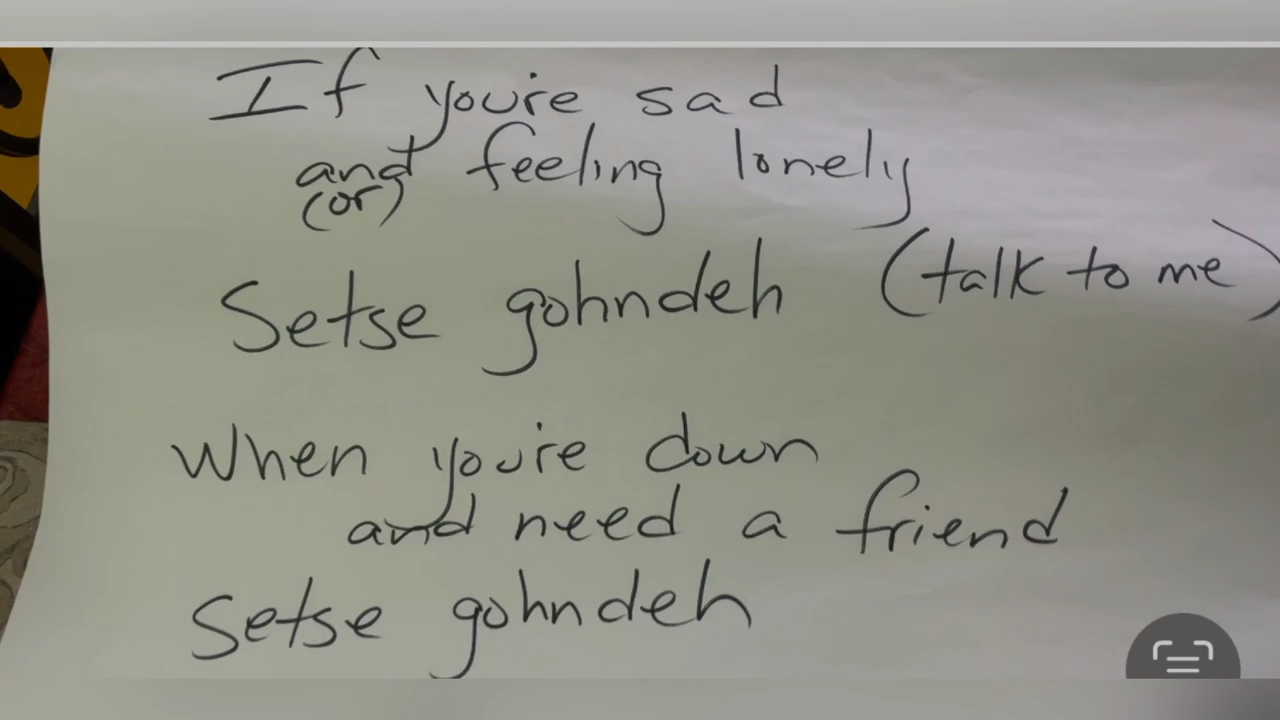 If you're sad
and feeling lonely
(or)
Setse gohndeh (talk to me)
When you're down
and need a friend
Setse gohndeh